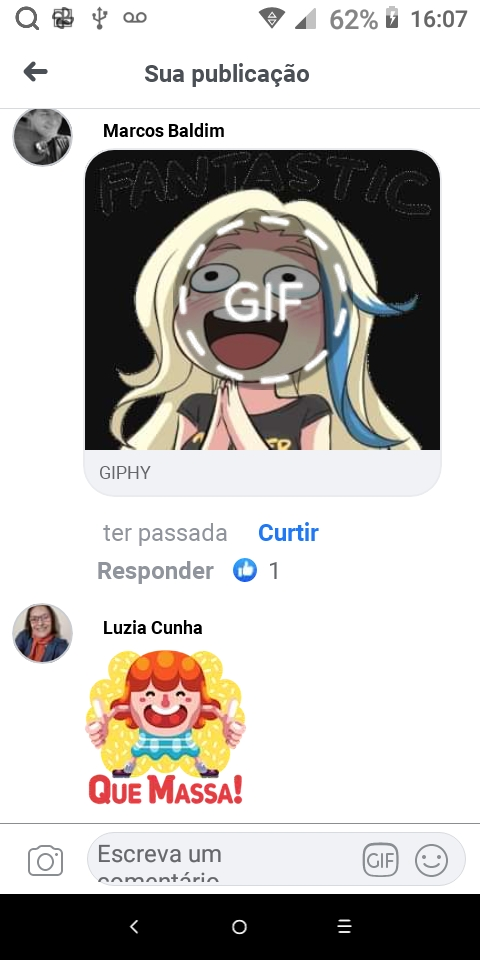 62% 16:07
Sua publicação
Marcos Baldim
FANTASTIC
GIF
GIPHY
ter passada Curtir
Responder 1
Luzia Cunha
QUE MASSA!
Escreva um
comentário
GIF